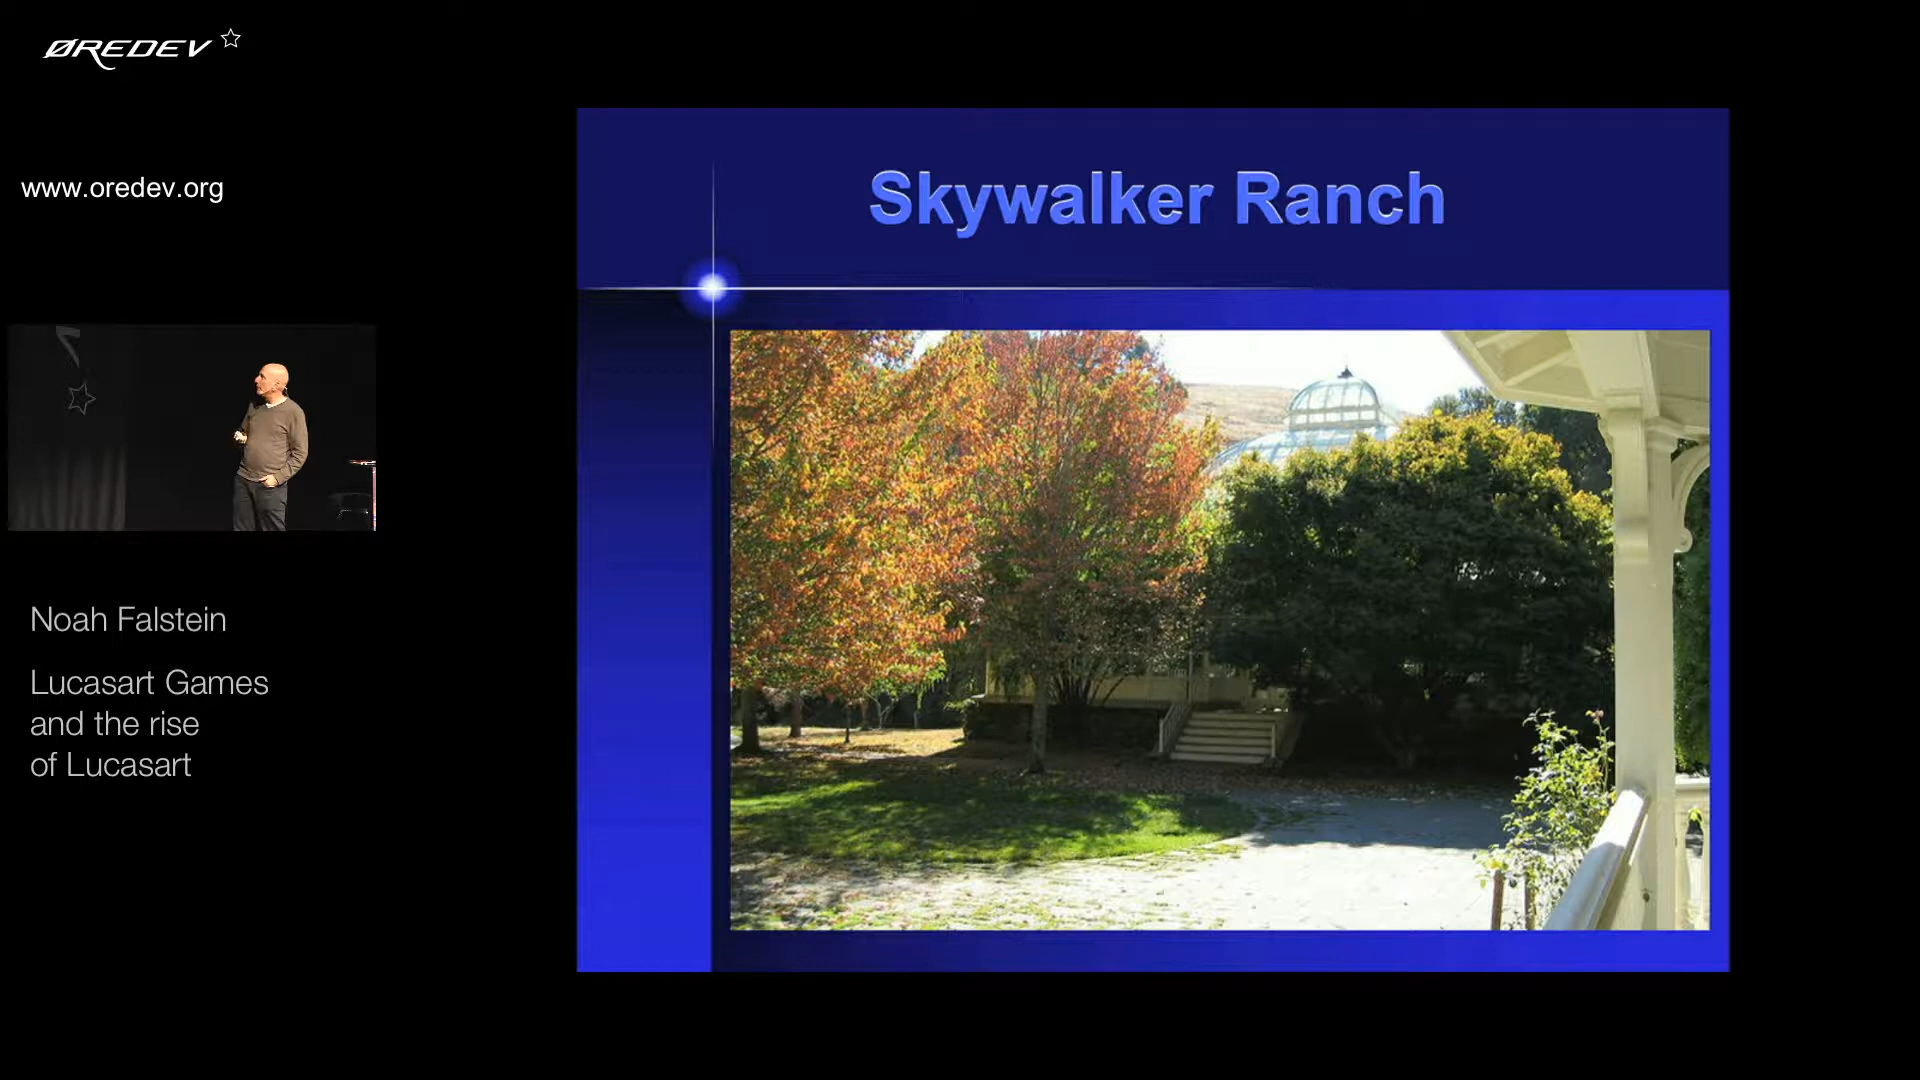 ØREDEV
www.oredev.org
Skywalker Ranch
Noah Falstein
Lucasart Games
and the rise
of Lucasart